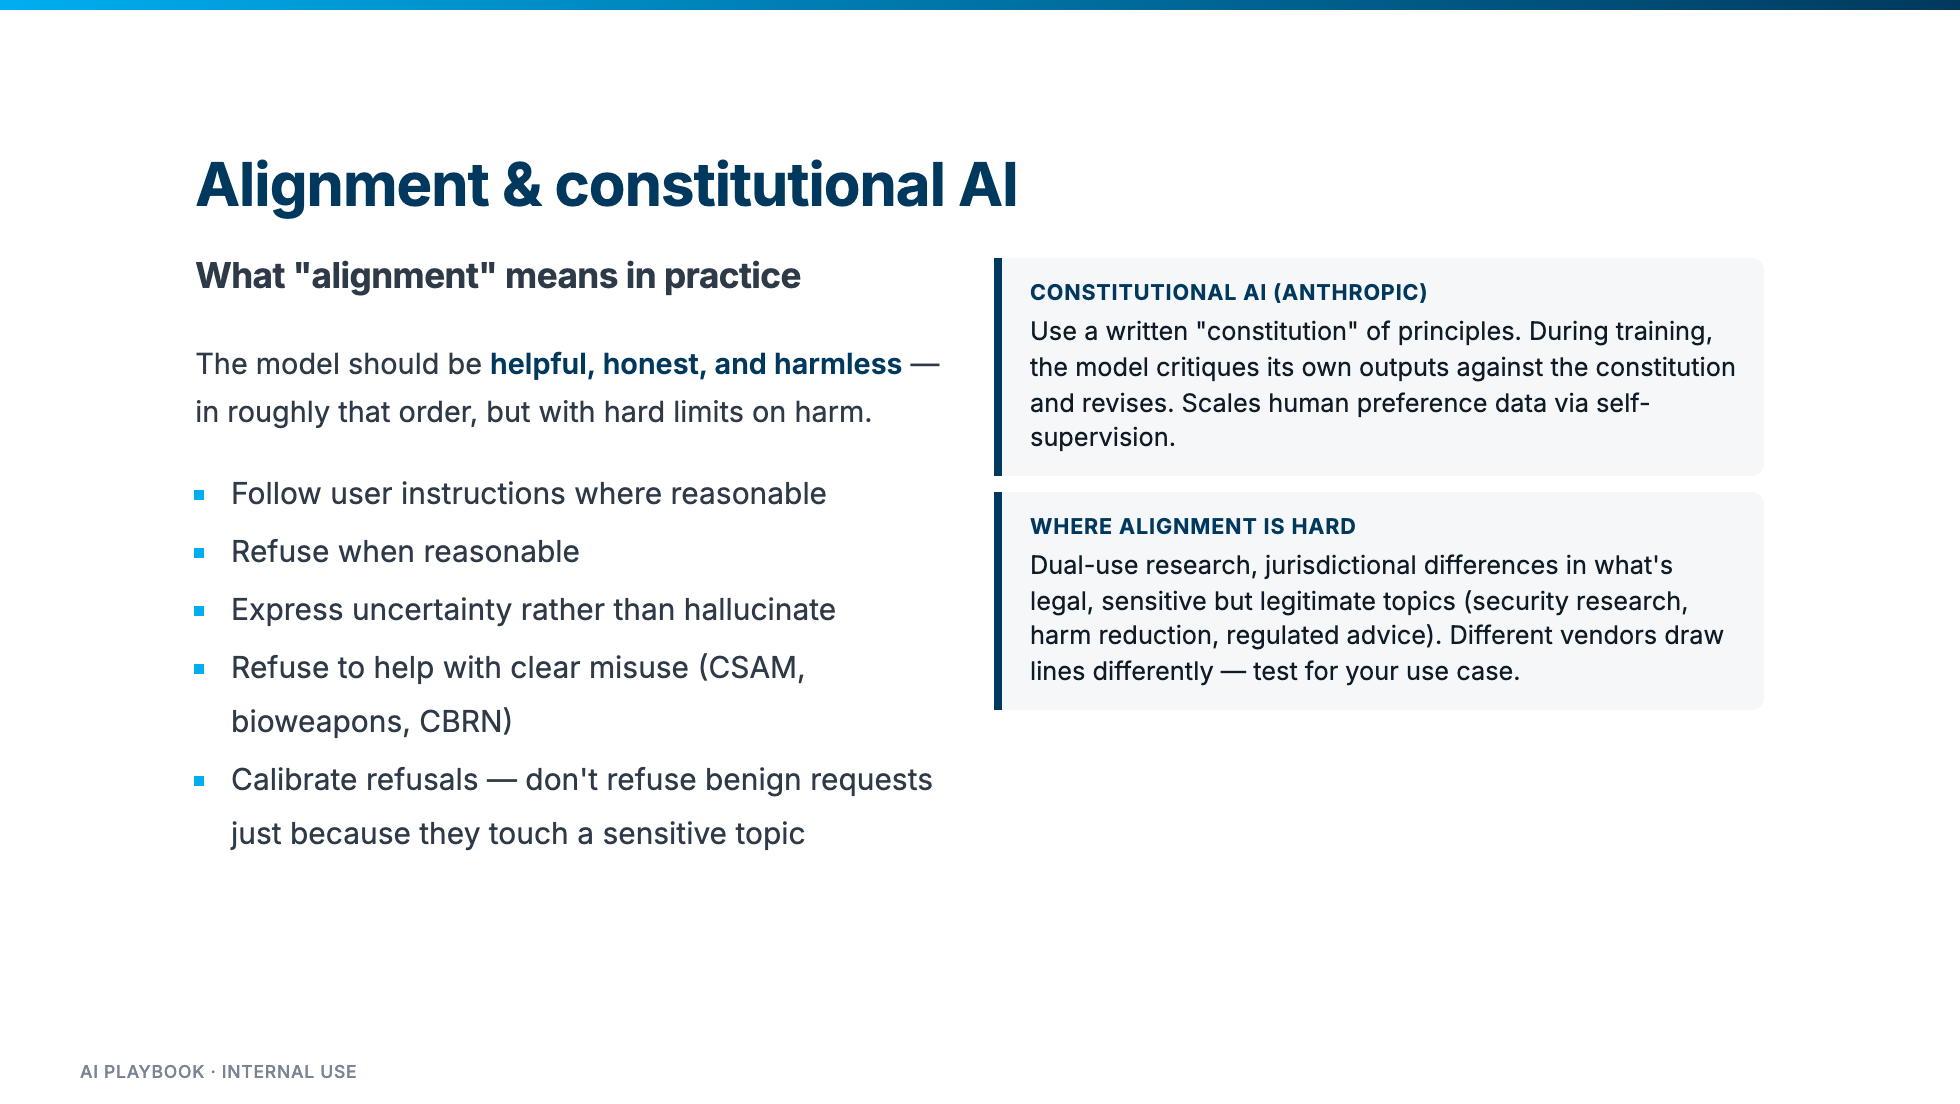 Alignment & constitutional AI
What "alignment" means in practice
The model should be helpful, honest, and harmless —
in roughly that order, but with hard limits on harm.
Follow user instructions where reasonable
Refuse when reasonable
Express uncertainty rather than hallucinate
Refuse to help with clear misuse (CSAM,
bioweapons, CBRN)
Calibrate refusals — don't refuse benign requests
just because they touch a sensitive topic
CONSTITUTIONAL AI (ANTHROPIC)
Use a written "constitution" of principles. During training,
the model critiques its own outputs against the constitution
and revises. Scales human preference data via self-
supervision.
WHERE ALIGNMENT IS HARD
Dual-use research, jurisdictional differences in what's
legal, sensitive but legitimate topics (security research,
harm reduction, regulated advice). Different vendors draw
lines differently — test for your use case.
AI PLAYBOOK · INTERNAL USE